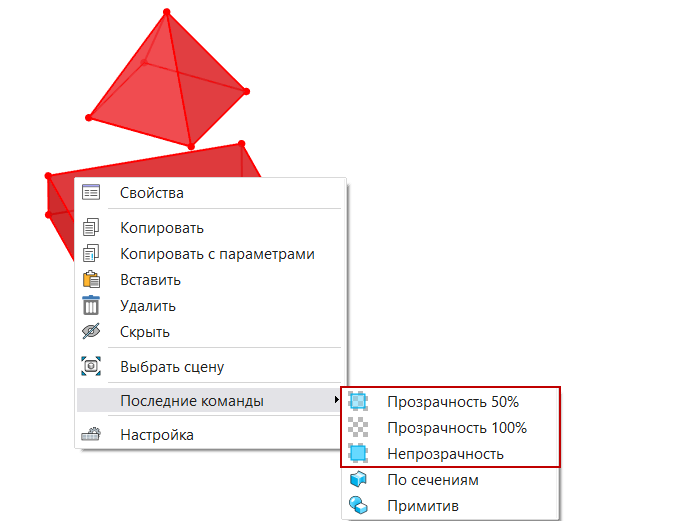 Свойства
Копировать
Копировать с параметрами
Вставить
Удалить
Скрыть
Выбрать сцену
Последние команды
Настройка
Прозрачность 50%
Прозрачность 100%
Непрозрачность
По сечениям
Примитив